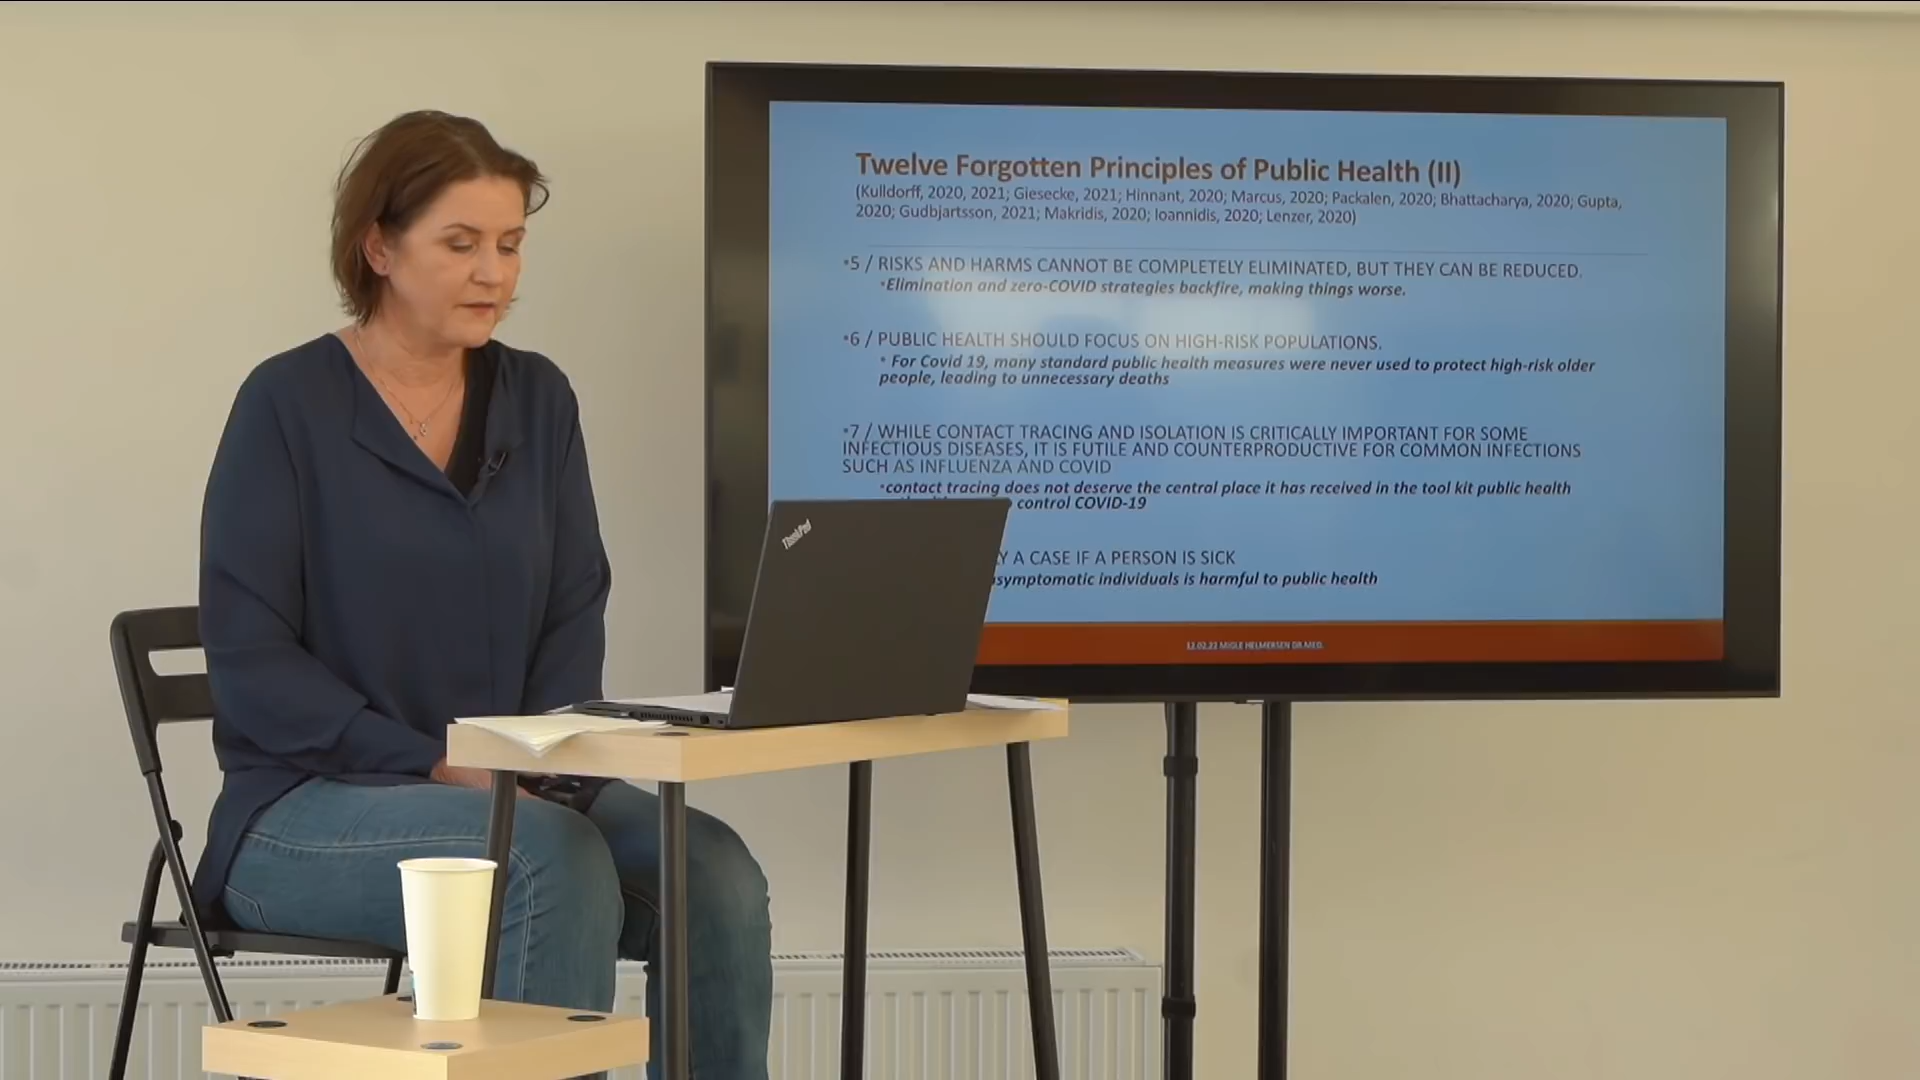 Twelve Forgotten Principles of Public Health (II)
(Kulldorff, 2020, 2021; Giesecke, 2021; Hinnant, 2020; Marcus, 2020; Packalen, 2020; Bhattacharya, 2020; Gupta,
2020; Gudbjartsson, 2021; Makridis, 2020; Ioannidis, 2020; Lenzer, 2020)
•5 / RISKS AND HARMS CANNOT BE COMPLETELY ELIMINATED, BUT THEY CAN BE REDUCED.
•Elimination and zero-COVID strategies backfire, making things worse.
•6 / PUBLIC HEALTH SHOULD FOCUS ON HIGH-RISK POPULATIONS.
• For Covid 19, many standard public health measures were never used to protect high-risk older
people, leading to unnecessary deaths
•7 / WHILE CONTACT TRACING AND ISOLATION IS CRITICALLY IMPORTANT FOR SOME
INFECTIOUS DISEASES, IT IS FUTILE AND COUNTERPRODUCTIVE FOR COMMON INFECTIONS
SUCH AS INFLUENZA AND COVID
•contact tracing does not deserve the central place it has received in the tool kit public health
control COVID-19
Y A CASE IF A PERSON IS SICK
symptomatic individuals is harmful to public health
12.02.22 MIGLE HELMERSEN DR.MED.
ThinkPad